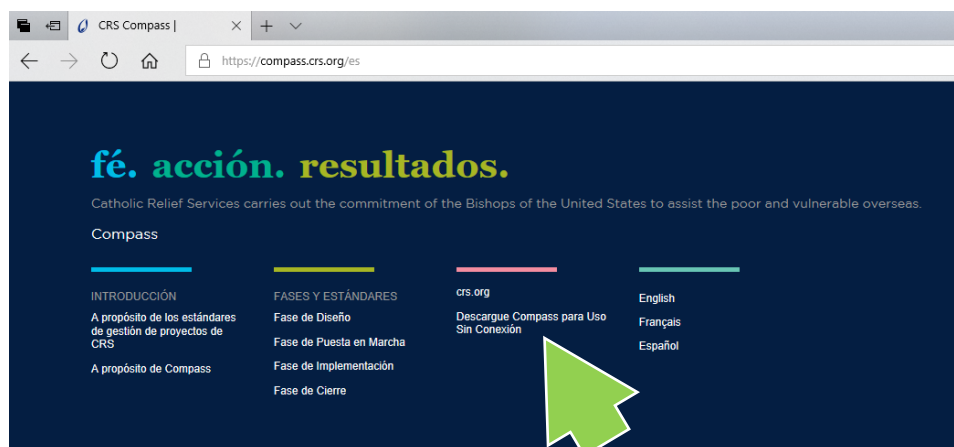 CRS Compass |
https://compass.crs.org/es
fé. acción. resultados.
Catholic Relief Services carries out the commitment of the Bishops of the United States to assist the poor and vulnerable overseas.
Compass
INTRODUCCIÓN
A propósito de los estándares
de gestión de proyectos de
CRS
A propósito de Compass
FASES Y ESTÁNDARES
Fase de Diseño
Fase de Puesta en Marcha
Fase de Implementación
Fase de Cierre
crs.org
Descargue Compass para Uso
Sin Conexión
English
Français
Español